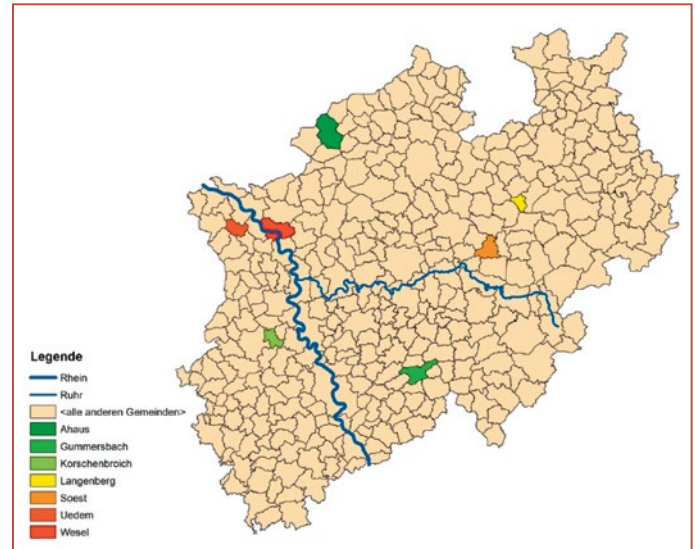 Legende
Rhein
Ruhr
<alle anderen Gemeinden>
Ahaus
Gummersbach
Korschenbroich
Langenberg
Soest
Uedem
Wesel